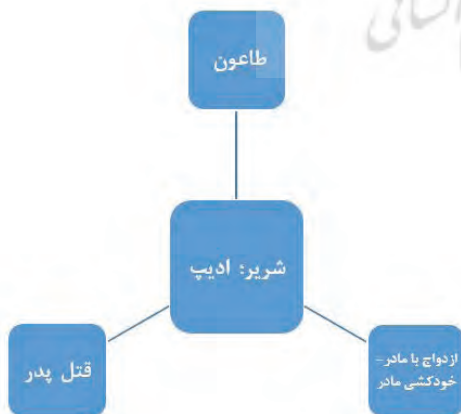 طاعون
شریر؛ ادیپ
ازدواج با مادر–
خودکشی مادر
قتل پدر